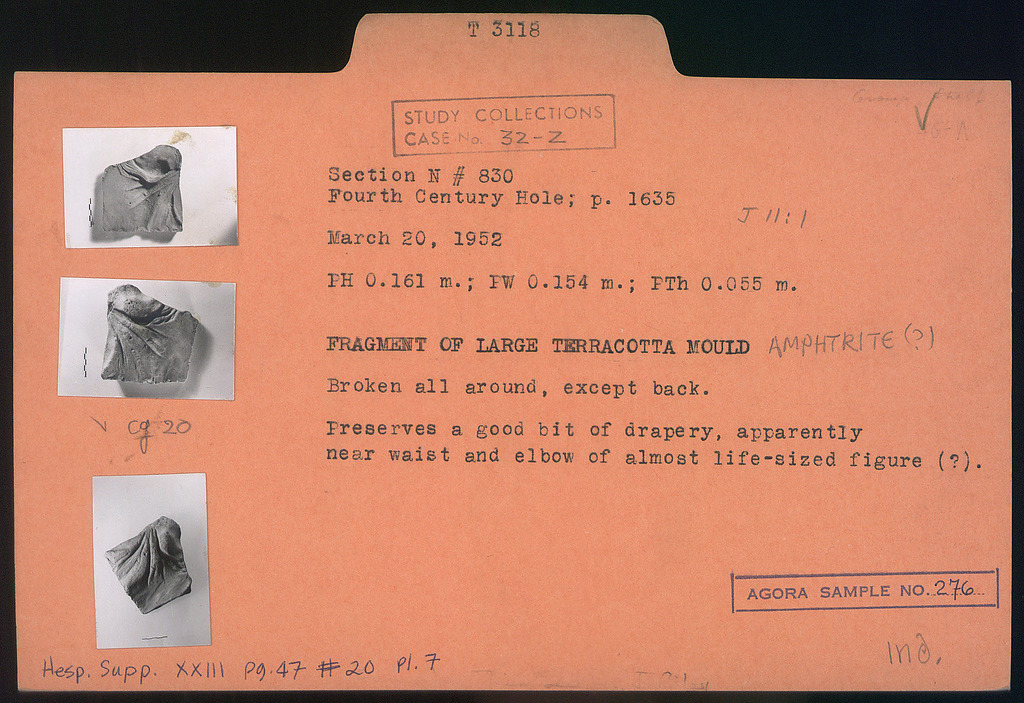 T 3118
STUDY COLLECTIONS
CASE No. 32-Z
Section N # 830
Fourth Century Hole; p. 1635
J 11:1
March 20, 1952
PH 0.161 m.; PW 0.154 m.; PTh 0.055 m.
FRAGMENT OF LARGE TERRACOTTA MOULD AMPHTRITE (?)
Broken all around, except back.
cg 20
Preserves a good bit of drapery, apparently
near waist and elbow of almost life-sized figure (?).
AGORA SAMPLE NO. 276
Ind.
Hesp. Supp. XXIII pg. 47 # 20 Pl. 7